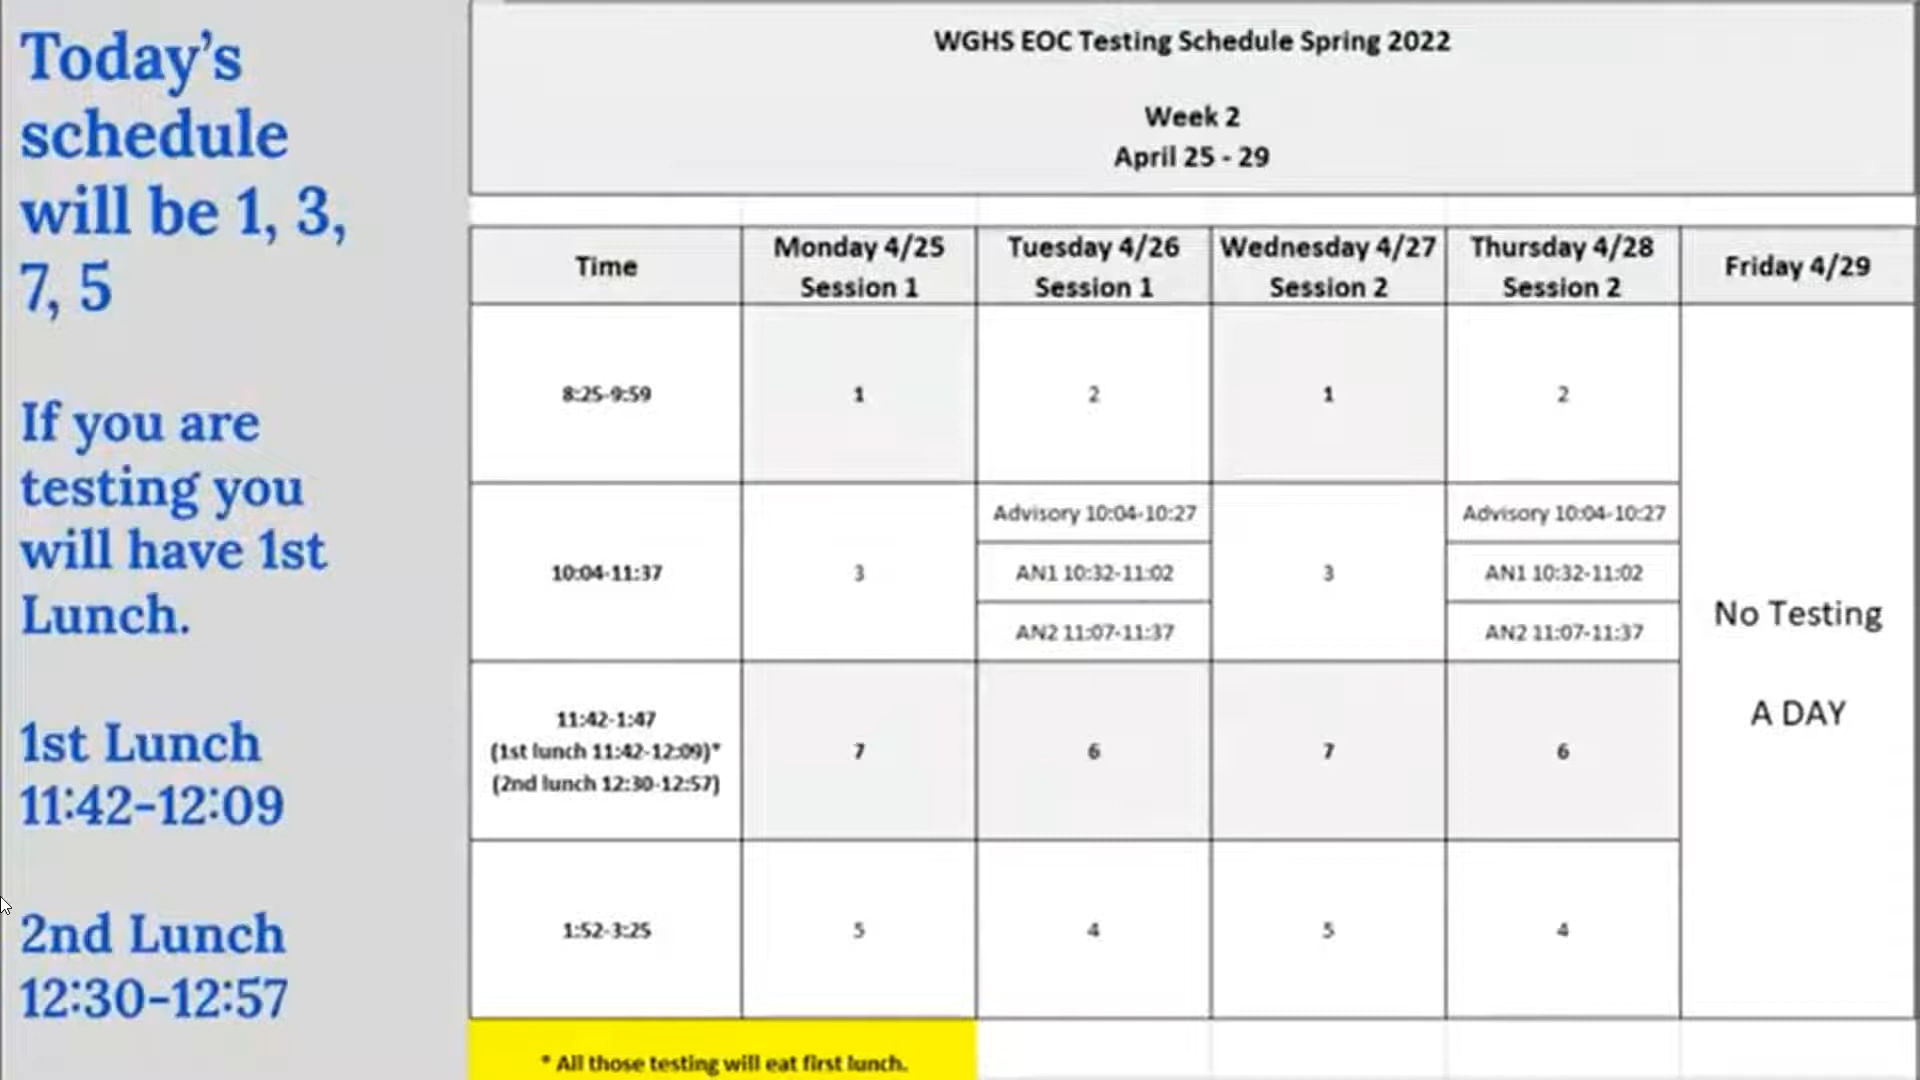 Today's
schedule
will be 1, 3,
7, 5
If you are
testing you
will have 1st
Lunch.
1st Lunch
11:42-12:09
2nd Lunch
12:30-12:57
WGHS EOC Testing Schedule Spring 2022
Week 2
April 25 - 29
Time
Monday 4/25
Session 1
Tuesday 4/26
Session 1
Wednesday 4/27
Session 2
Thursday 4/28
Session 2
Friday 4/29
8:25-9:59
1
2
1
2
10:04-11:37
3
Advisory 10:04-10:27
AN1 10:32-11:02
AN2 11:07-11:37
3
Advisory 10:04-10:27
AN1 10:32-11:02
AN2 11:07-11:37
No Testing
A DAY
11:42-1:47
(1st lunch 11:42-12:09)*
(2nd lunch 12:30-12:57)
7
6
7
6
1:52-3:25
5
4
5
4
* All those testing will eat first lunch.